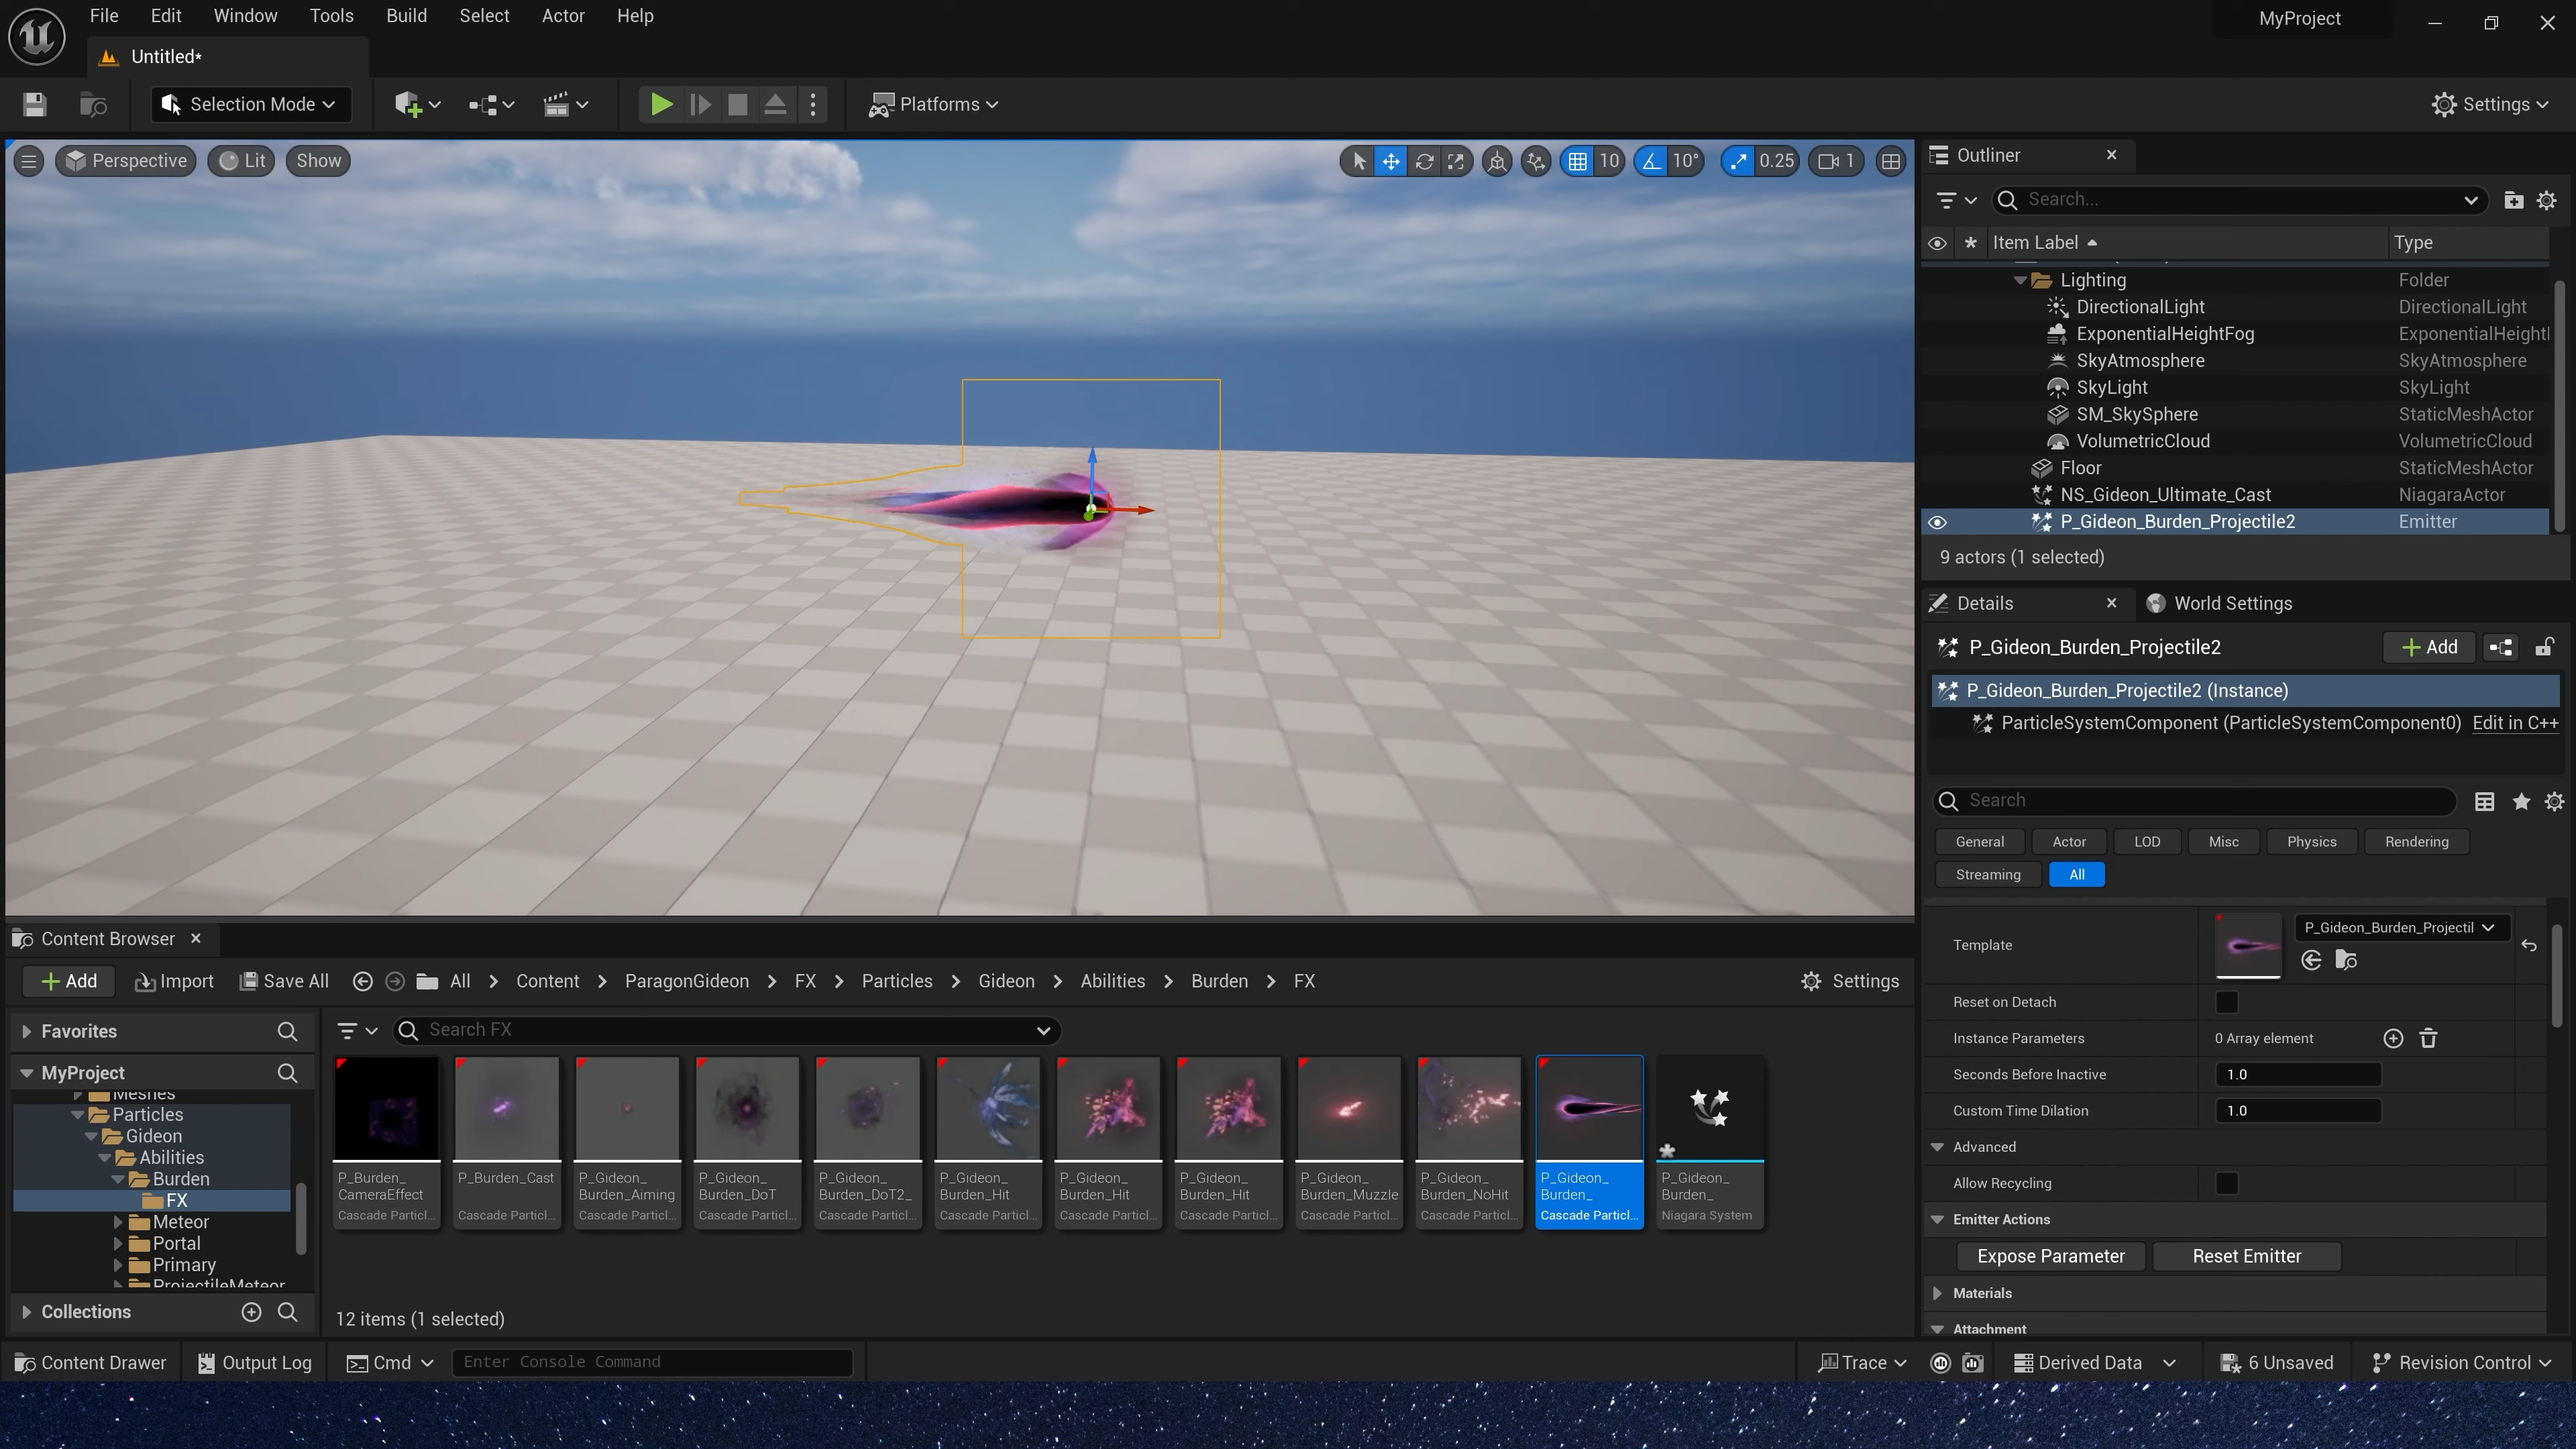 File Edit Window Tools Build Select Actor Help
MyProject
Untitled*
Selection Mode
Platforms
Settings
Perspective Lit Show
10 10° 0.25 1
Outliner
Search...
Item Label Type
Lighting Folder
DirectionalLight DirectionalLight
ExponentialHeightFog ExponentialHeightl
SkyAtmosphere SkyAtmosphere
SkyLight SkyLight
SM_SkySphere StaticMeshActor
VolumetricCloud VolumetricCloud
Floor StaticMeshActor
NS_Gideon_Ultimate_Cast NiagaraActor
P_Gideon_Burden_Projectile2 Emitter
9 actors (1 selected)
Details World Settings
P_Gideon_Burden_Projectile2 Add
P_Gideon_Burden_Projectile2 (Instance)
ParticleSystemComponent (ParticleSystemComponent0) Edit in C++
Search
General Actor LOD Misc Physics Rendering
Streaming All
Template P_Gideon_Burden_Projectil
Reset on Detach
Instance Parameters 0 Array element
Seconds Before Inactive 1.0
Custom Time Dilation 1.0
Advanced
Allow Recycling
Emitter Actions
Expose Parameter Reset Emitter
Materials
Attachment
Content Browser
Add Import Save All All Content ParagonGideon FX Particles Gideon Abilities Burden FX Settings
Favorites
MyProject
Meshes
Particles
Gideon
Abilities
Burden
FX
Meteor
Portal
Primary
ProjectileMeteor
Collections
Search FX
P_Burden_
CameraEffect
Cascade Particl...
P_Burden_Cast
Cascade Particl...
P_Gideon_
Burden_Aiming
Cascade Particl...
P_Gideon_
Burden_DoT
Cascade Particl...
P_Gideon_
Burden_DoT2_
Cascade Particl...
P_Gideon_
Burden_Hit
Cascade Particl...
P_Gideon_
Burden_Hit
Cascade Particl...
P_Gideon_
Burden_Hit
Cascade Particl...
P_Gideon_
Burden_Muzzle
Cascade Particl...
P_Gideon_
Burden_NoHit
Cascade Particl...
P_Gideon_
Burden_
Cascade Particl...
P_Gideon_
Burden_
Niagara System
12 items (1 selected)
Content Drawer Output Log Cmd Enter Console Command Trace Derived Data 6 Unsaved Revision Control